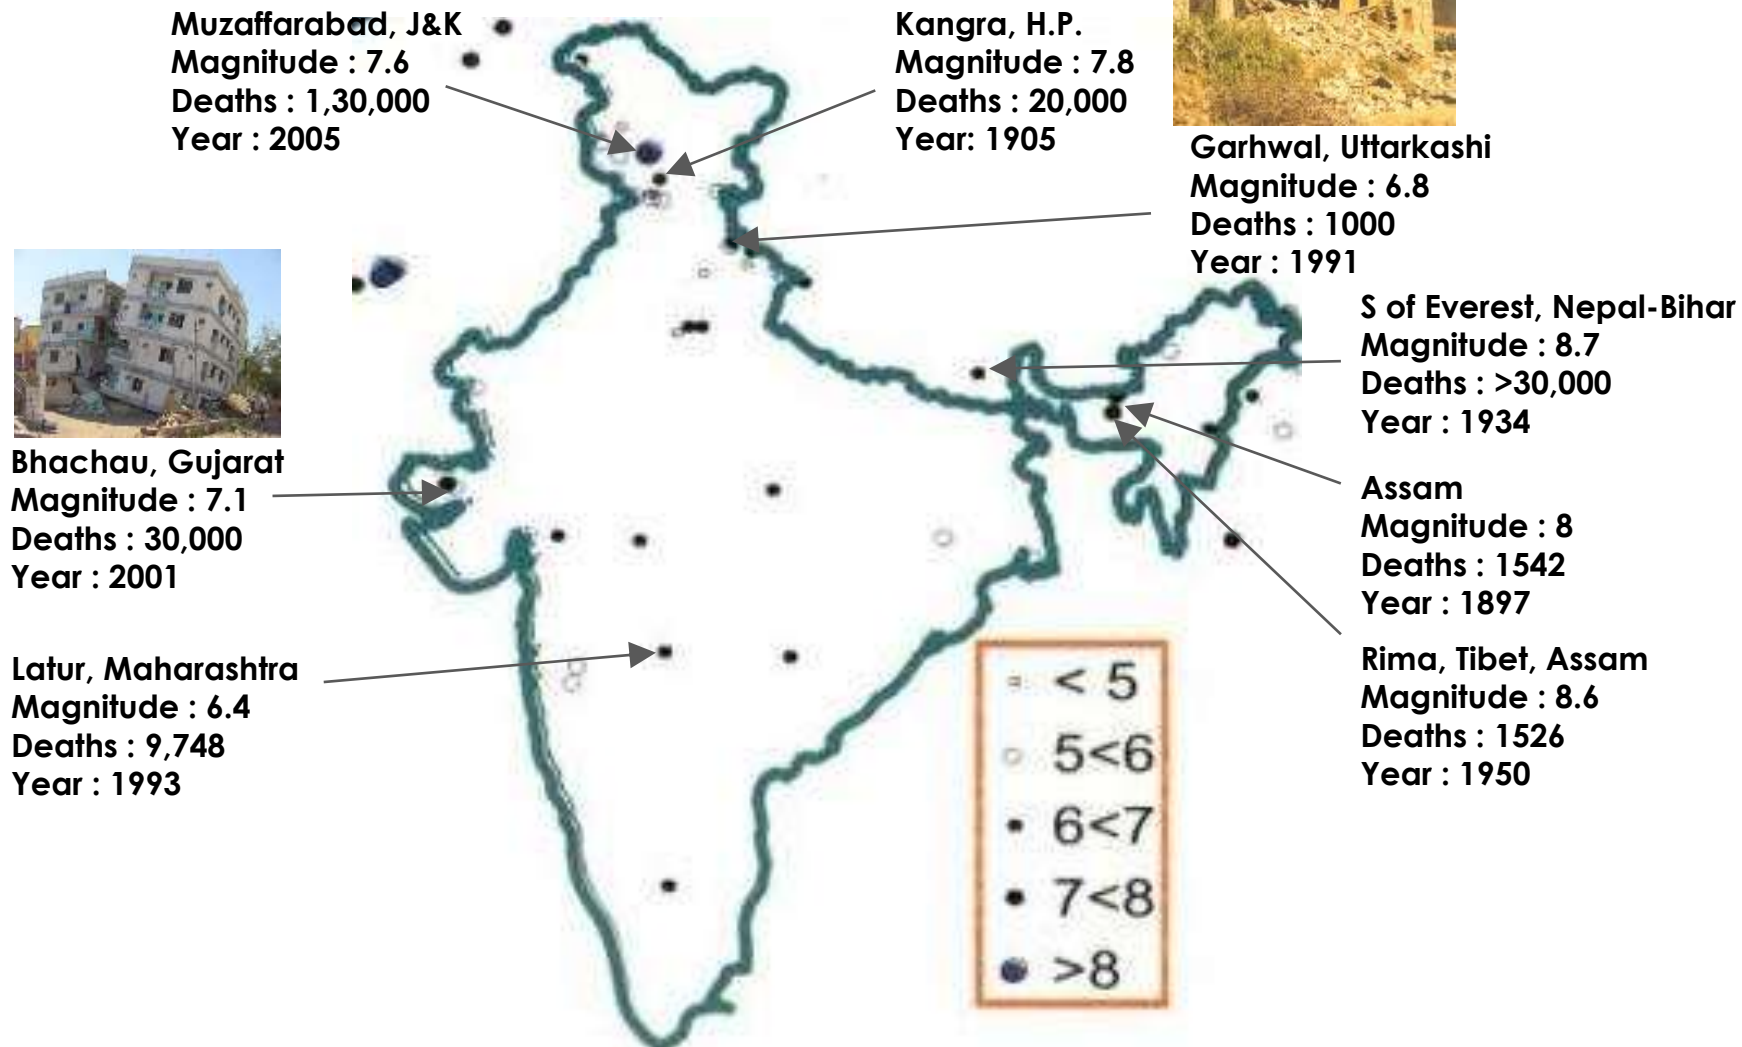 Muzaffarabad, J&K
Magnitude : 7.6
Deaths : 1,30,000
Year : 2005
Kangra, H.P.
Magnitude : 7.8
Deaths : 20,000
Year: 1905
Garhwal, Uttarkashi
Magnitude : 6.8
Deaths : 1000
Year : 1991
S of Everest, Nepal-Bihar
Magnitude : 8.7
Deaths : >30,000
Year : 1934
Bhachau, Gujarat
Magnitude : 7.1
Deaths : 30,000
Year : 2001
Assam
Magnitude : 8
Deaths : 1542
Year : 1897
Latur, Maharashtra
Magnitude : 6.4
Deaths : 9,748
Year : 1993
Rima, Tibet, Assam
Magnitude : 8.6
Deaths : 1526
Year : 1950
< 5
5<6
6<7
7<8
>8